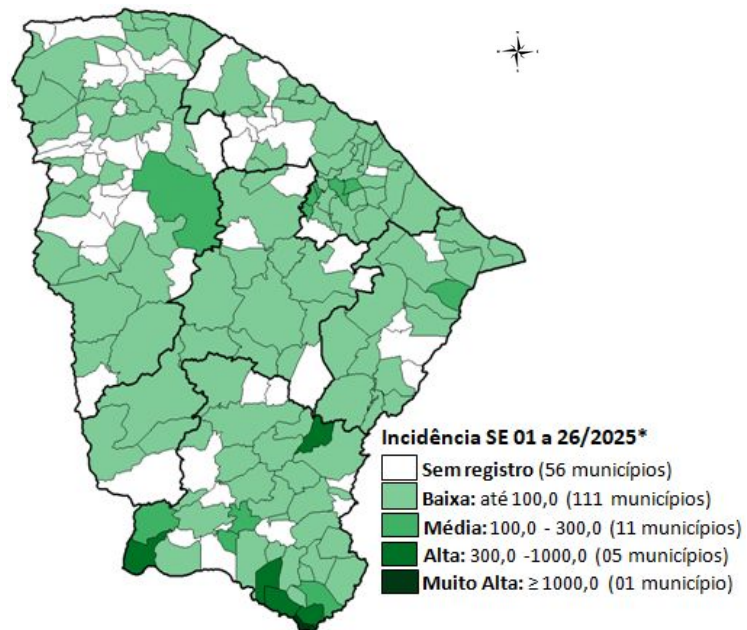 Incidência SE 01 a 26/2025*
Sem registro (56 municípios)
Baixa: até 100,0 (111 municípios)
Média: 100,0 - 300,0 (11 municípios)
Alta: 300,0 -1000,0 (05 municípios)
Muito Alta: ≥ 1000,0 (01 município)